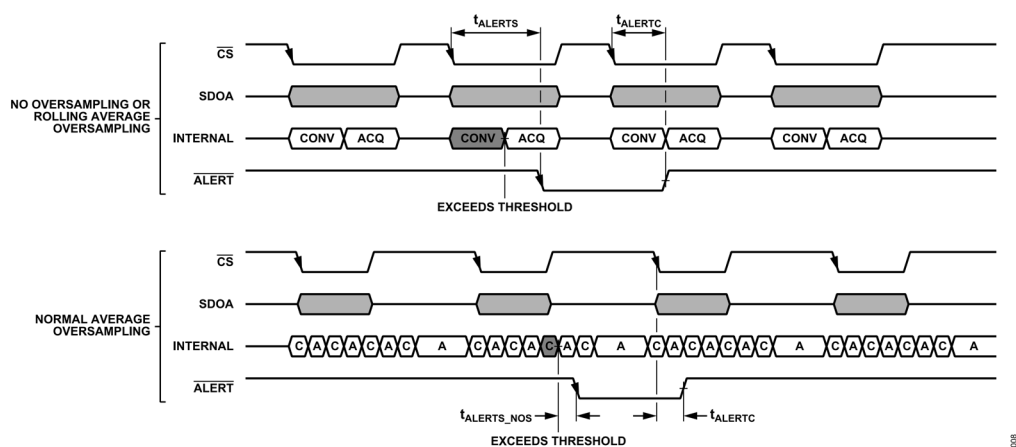 tALERTS
tALERTC
CS
SDOA
NO OVERSAMPLING OR
ROLLING AVERAGE
OVERSAMPLING
INTERNAL
CONV ACQ CONV ACQ CONV ACQ CONV ACQ
ALERT
EXCEEDS THRESHOLD
CS
SDOA
NORMAL AVERAGE
OVERSAMPLING
INTERNAL
C A C A C A C A C A C A C A C A C A C A C A C A C A C A C A C A
ALERT
tALERTS_NOS
tALERTC
EXCEEDS THRESHOLD
008